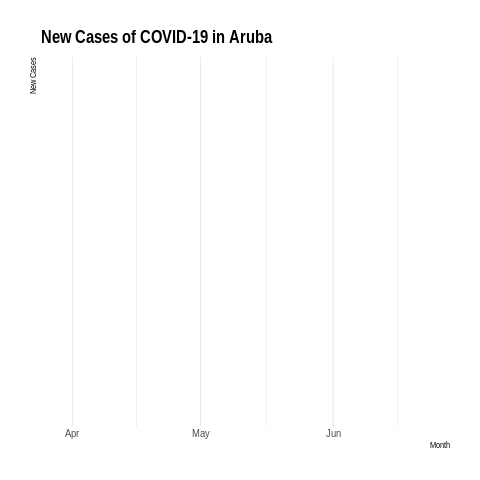 New Cases of COVID-19 in Aruba
New Cases
Apr
May
Jun
Month